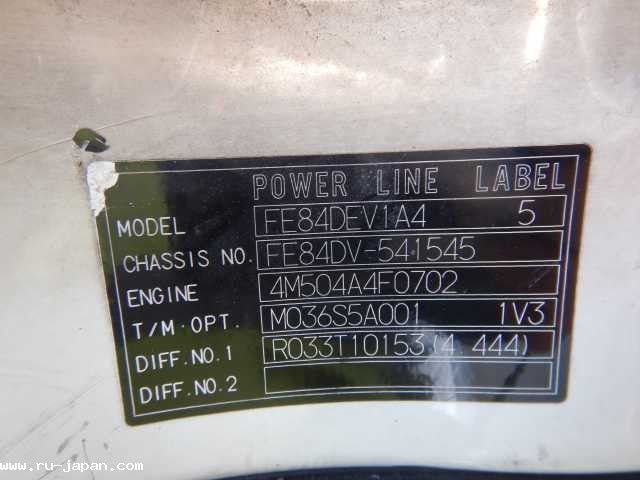 POWER LINE LABEL
MODEL FE84DEV1A4 5
CHASSIS NO. FE84DV-541545
ENGINE 4M504A4F0702
T/M・OPT. M036S5A001 1V3
DIFF.NO.1 R033T10153(4.444)
DIFF.NO.2
www.ru-japan.com